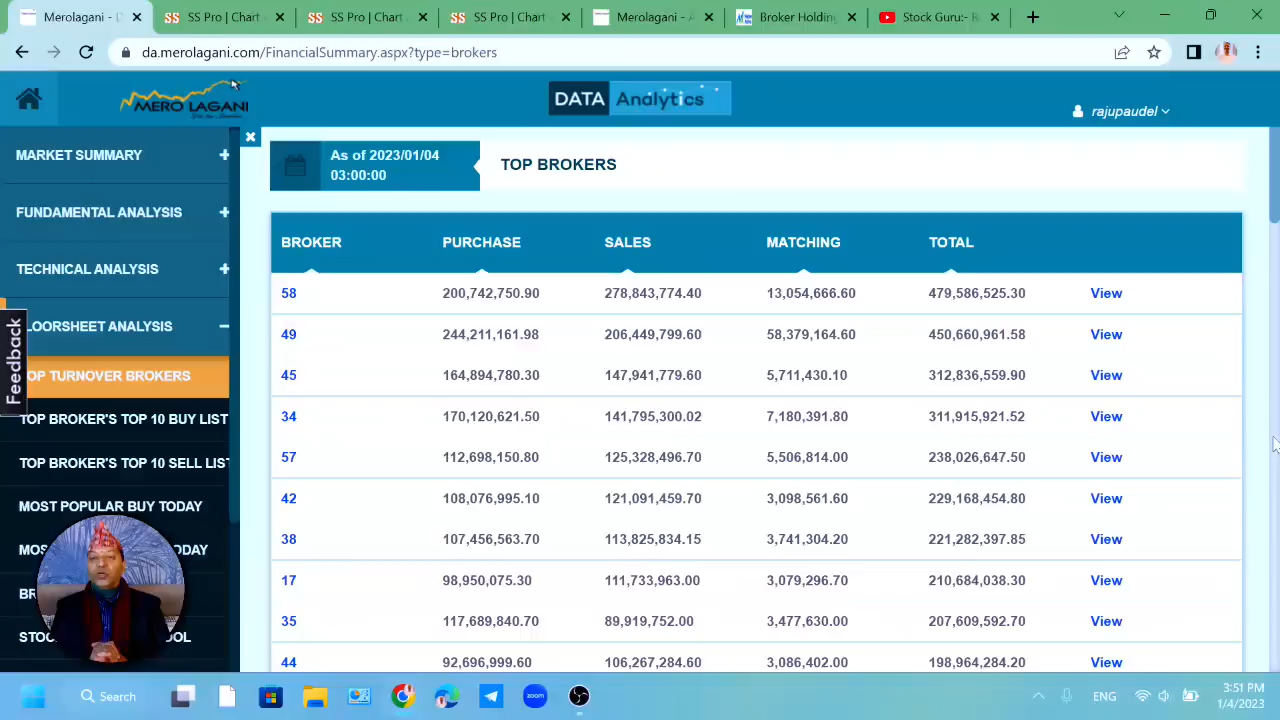 Merolagani - D
SS Pro | Chart
SS Pro | Chart
SS Pro | Chart
Merolagani - A
Broker Holding
Stock Guru:- B
da.merolagani.com/FinancialSummary.aspx?type=brokers
MERO LAGANI
DATA Analytics
rajupaudel
MARKET SUMMARY +
FUNDAMENTAL ANALYSIS +
TECHNICAL ANALYSIS +
LOORSHEET ANALYSIS −
Feedback
OP TURNOVER BROKERS
TOP BROKER'S TOP 10 BUY LIST
TOP BROKER'S TOP 10 SELL LIST
MOST POPULAR BUY TODAY
MOS ODAY
BR
STOC OOL
As of 2023/01/04
03:00:00
TOP BROKERS
BROKER PURCHASE SALES MATCHING TOTAL
58 200,742,750.90 278,843,774.40 13,054,666.60 479,586,525.30 View
49 244,211,161.98 206,449,799.60 58,379,164.60 450,660,961.58 View
45 164,894,780.30 147,941,779.60 5,711,430.10 312,836,559.90 View
34 170,120,621.50 141,795,300.02 7,180,391.80 311,915,921.52 View
57 112,698,150.80 125,328,496.70 5,506,814.00 238,026,647.50 View
42 108,076,995.10 121,091,459.70 3,098,561.60 229,168,454.80 View
38 107,456,563.70 113,825,834.15 3,741,304.20 221,282,397.85 View
17 98,950,075.30 111,733,963.00 3,079,296.70 210,684,038.30 View
35 117,689,840.70 89,919,752.00 3,477,630.00 207,609,592.70 View
44 92,696,999.60 106,267,284.60 3,086,402.00 198,964,284.20 View
Search
zoom
ENG
3:51 PM
1/4/2023